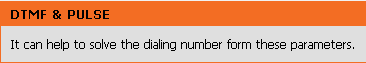 DTMF & PULSE
It can help to solve the dialing number form these parameters.